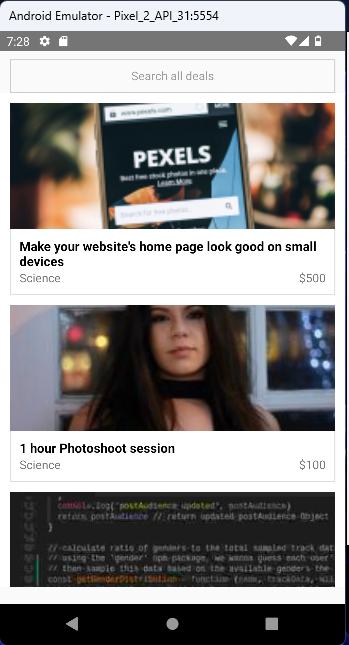 Android Emulator - Pixel_2_API_31:5554
7:28
Search all deals
www.pexels.com
MORE
PEXELS
Best free stock photos in one place.
Learn More
Search for free photos...
Make your website's home page look good on small
devices
Science $500
1 hour Photoshoot session
Science $100
console.log('postAudience updated', postAudience)
return postAudience // return updated postAudience Object
}
// calculate ratio of genders to the total sampled track dat
// using the 'gender' npm package, we wanna guess each user'
// then sample this data based on the available genders the
const getGenderDistribution = function (name, trackData,